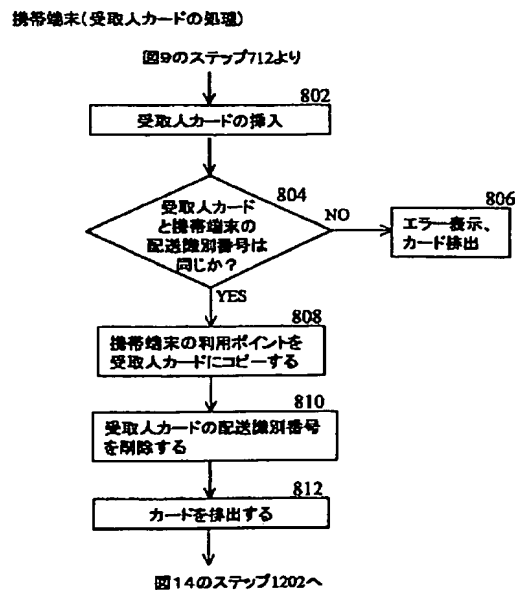 携帯端末(受取人カードの処理)
図9のステップ712より
802
受取人カードの挿入
804
受取人カード
と携帯端末の
配送識別番号は
同じか?
NO
806
エラー表示、
カード排出
YES
808
携帯端末の利用ポイントを
受取人カードにコピーする
810
受取人カードの配送識別番号
を削除する
812
カードを排出する
図14のステップ1202へ